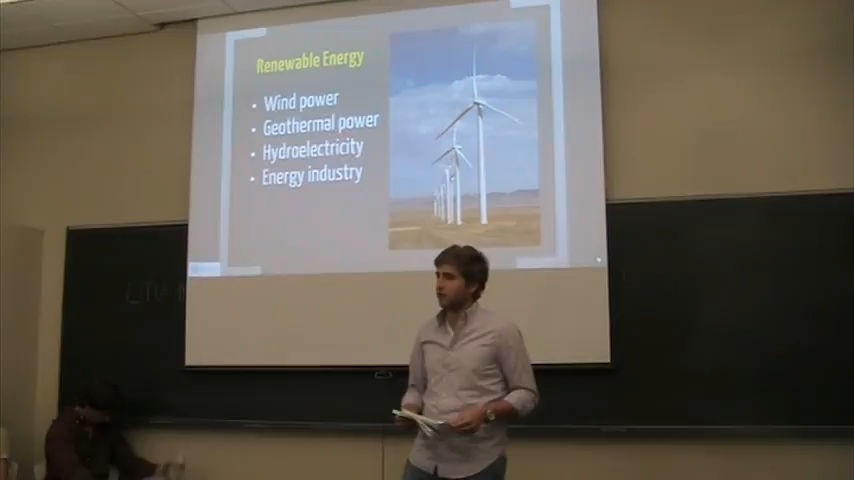 Renewable Energy
• Wind power
• Geothermal power
• Hydroelectricity
• Energy industry